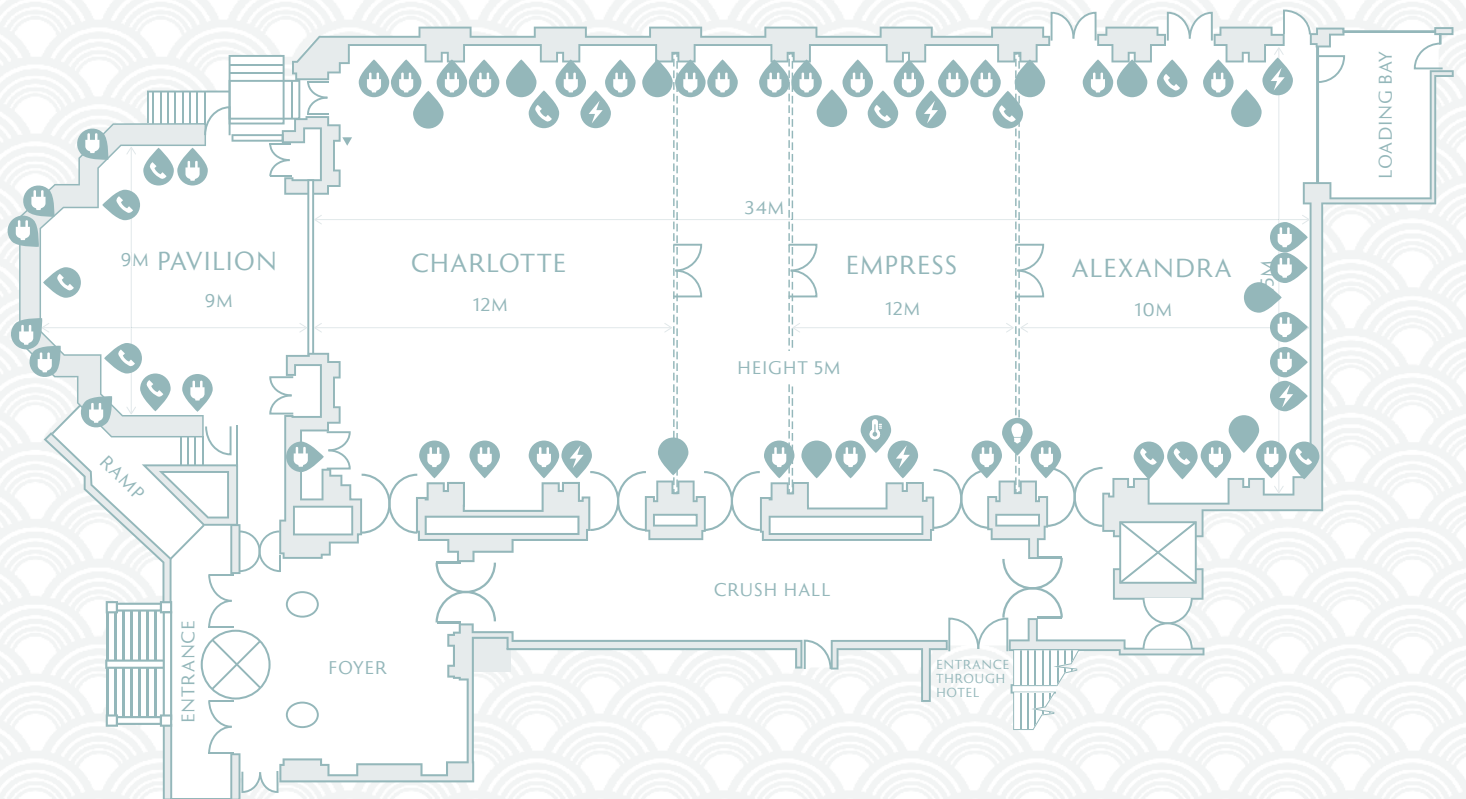 LOADING BAY
34M
9M PAVILION
9M
CHARLOTTE
12M
EMPRESS
12M
ALEXANDRA
10M
5M
HEIGHT 5M
RAMP
CRUSH HALL
ENTRANCE
FOYER
ENTRANCE
THROUGH
HOTEL